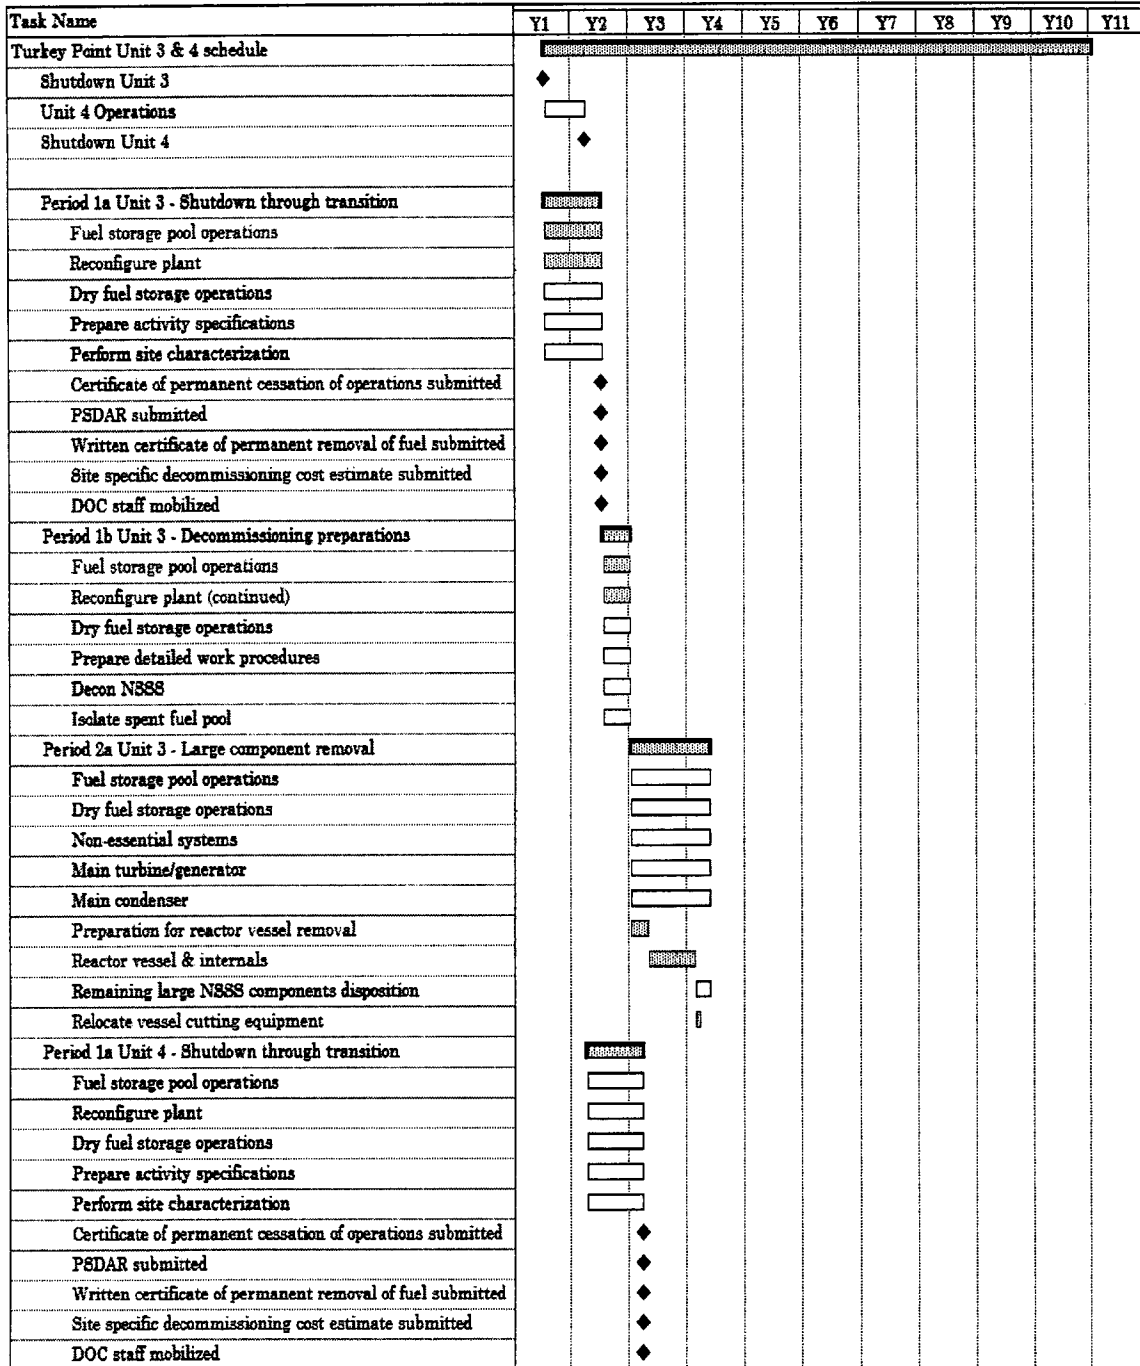 Task Name Y1 Y2 Y3 Y4 Y5 Y6 Y7 Y8 Y9 Y10 Y11
Turkey Point Unit 3 & 4 schedule
Shutdown Unit 3
Unit 4 Operations
Shutdown Unit 4
Period 1a Unit 3 - Shutdown through transition
Fuel storage pool operations
Reconfigure plant
Dry fuel storage operations
Prepare activity specifications
Perform site characterization
Certificate of permanent cessation of operations submitted
PSDAR submitted
Written certificate of permanent removal of fuel submitted
Site specific decommissioning cost estimate submitted
DOC staff mobilized
Period 1b Unit 3 - Decommissioning preparations
Fuel storage pool operations
Reconfigure plant (continued)
Dry fuel storage operations
Prepare detailed work procedures
Decon NSSS
Isolate spent fuel pool
Period 2a Unit 3 - Large component removal
Fuel storage pool operations
Dry fuel storage operations
Non-essential systems
Main turbine/generator
Main condenser
Preparation for reactor vessel removal
Reactor vessel & internals
Remaining large NSSS components disposition
Relocate vessel cutting equipment
Period 1a Unit 4 - Shutdown through transition
Fuel storage pool operations
Reconfigure plant
Dry fuel storage operations
Prepare activity specifications
Perform site characterization
Certificate of permanent cessation of operations submitted
PSDAR submitted
Written certificate of permanent removal of fuel submitted
Site specific decommissioning cost estimate submitted
DOC staff mobilized